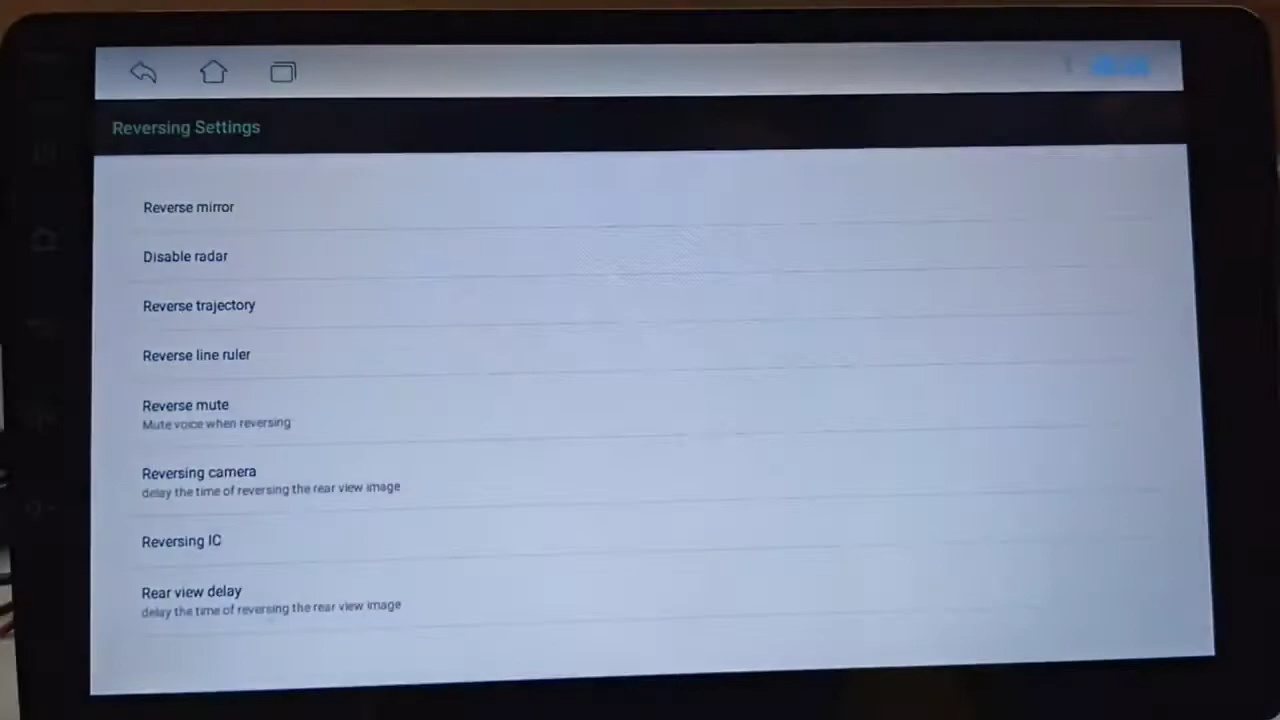 Reversing Settings
Reverse mirror
Disable radar
Reverse trajectory
Reverse line ruler
Reverse mute
Mute voice when reversing
Reversing camera
delay the time of reversing the rear view image
Reversing IC
Rear view delay
delay the time of reversing the rear view image